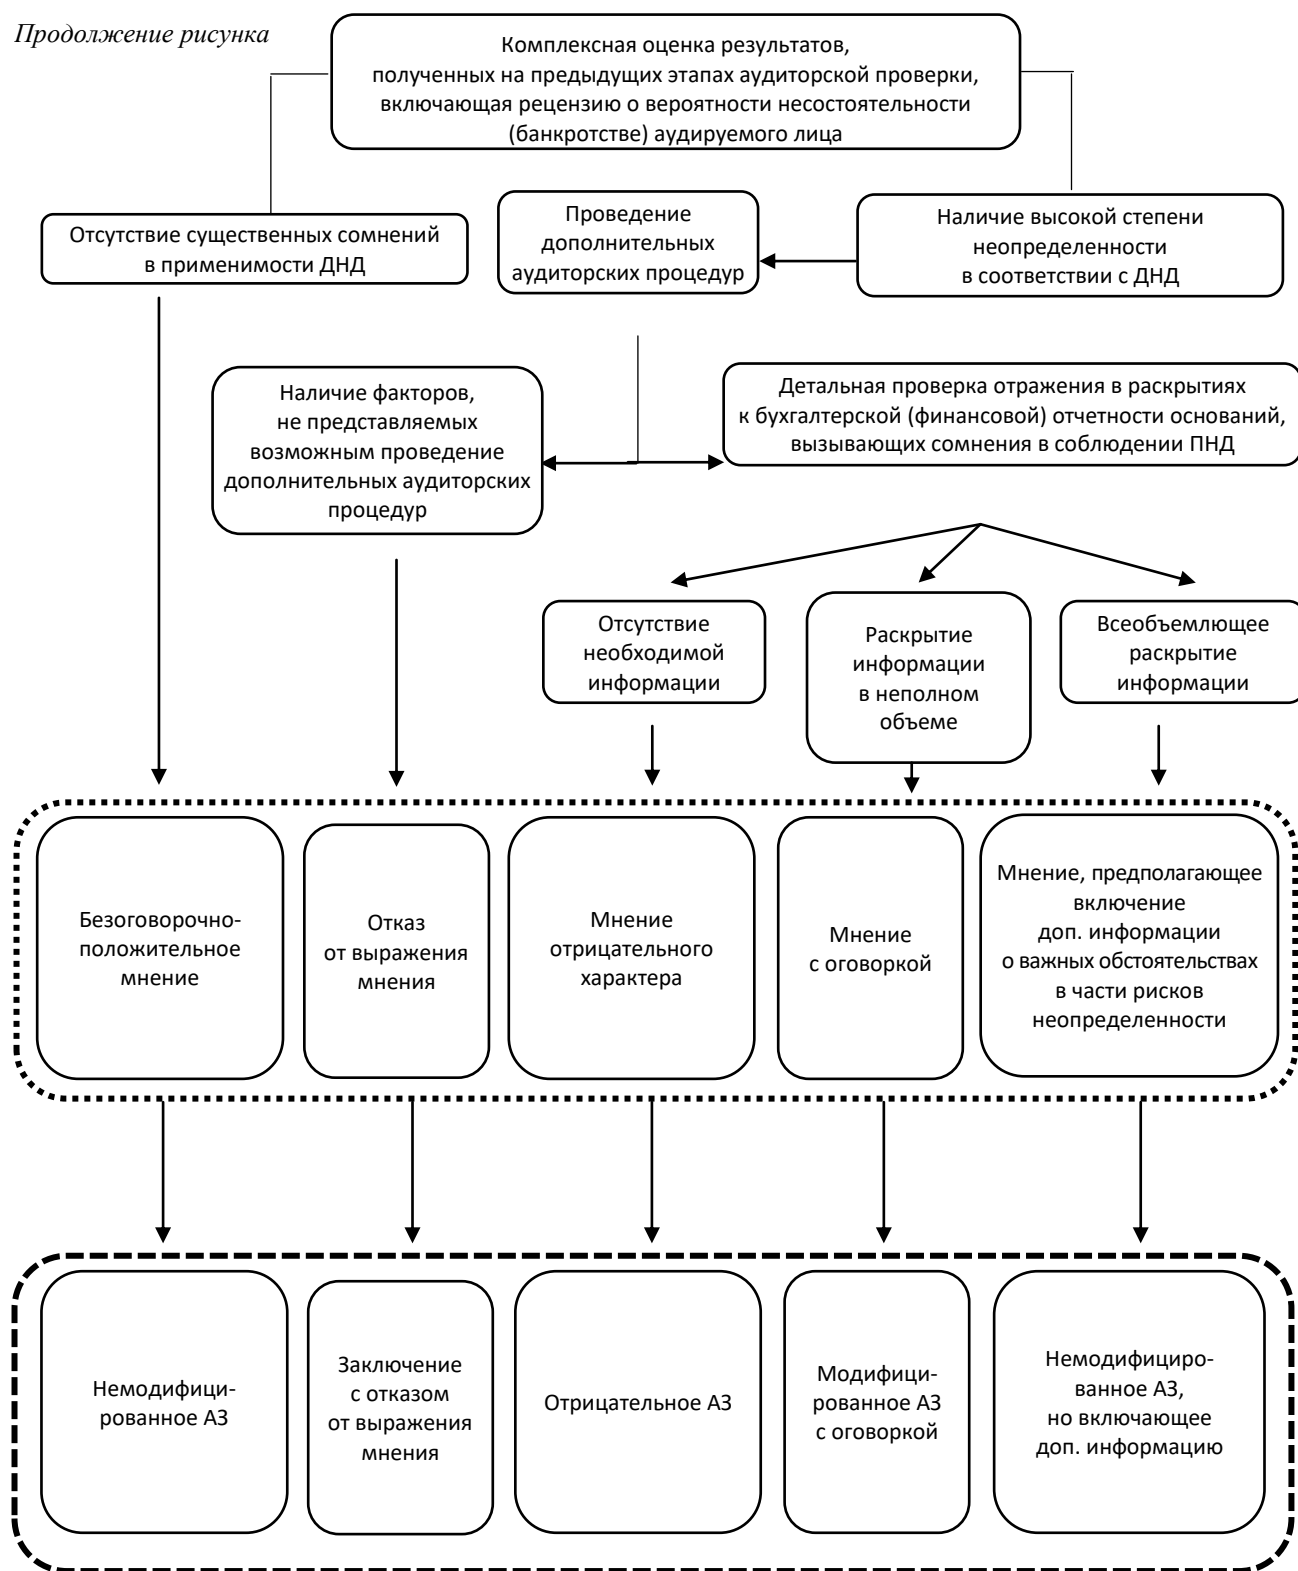 Продолжение рисунка
Комплексная оценка результатов,
полученных на предыдущих этапах аудиторской проверки,
включающая рецензию о вероятности несостоятельности
(банкротстве) аудируемого лица
Отсутствие существенных сомнений
в применимости ДНД
Проведение
дополнительных
аудиторских процедур
Наличие высокой степени
неопределенности
в соответствии с ДНД
Наличие факторов,
не представляемых
возможным проведение
дополнительных аудиторских
процедур
Детальная проверка отражения в раскрытиях
к бухгалтерской (финансовой) отчетности оснований,
вызывающих сомнения в соблюдении ПНД
Отсутствие
необходимой
информации
Раскрытие
информации
в неполном
объеме
Всеобъемлющее
раскрытие
информации
Безоговорочно-
положительное
мнение
Отказ
от выражения
мнения
Мнение
отрицательного
характера
Мнение
с оговоркой
Мнение, предполагающее
включение
доп. информации
о важных обстоятельствах
в части рисков
неопределенности
Немодифици-
рованное АЗ
Заключение
с отказом
от выражения
мнения
Отрицательное АЗ
Модифици-
рованное АЗ
с оговоркой
Немодифициро-
ванное АЗ,
но включающее
доп. информацию